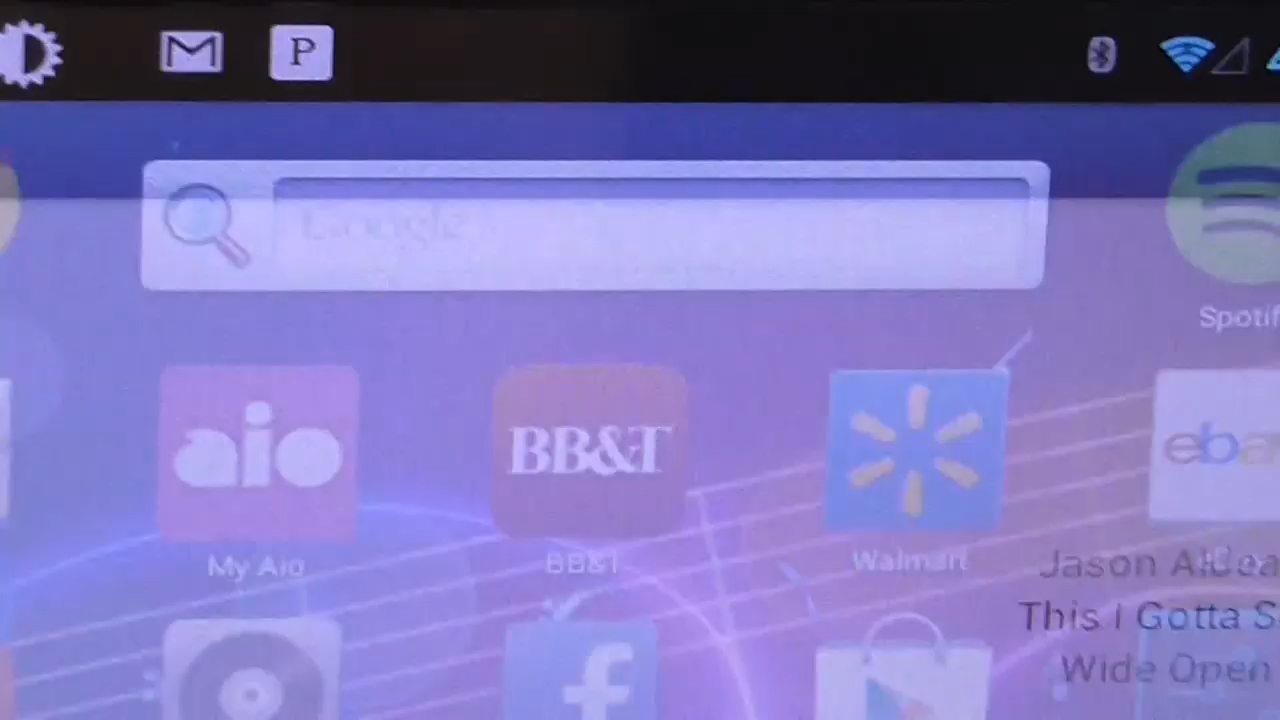 P
Google
Spotif
aio
BB&T
eba
My Aio
BB&T
Walmart
Jason Aldea
This I Gotta S
Wide Open
f